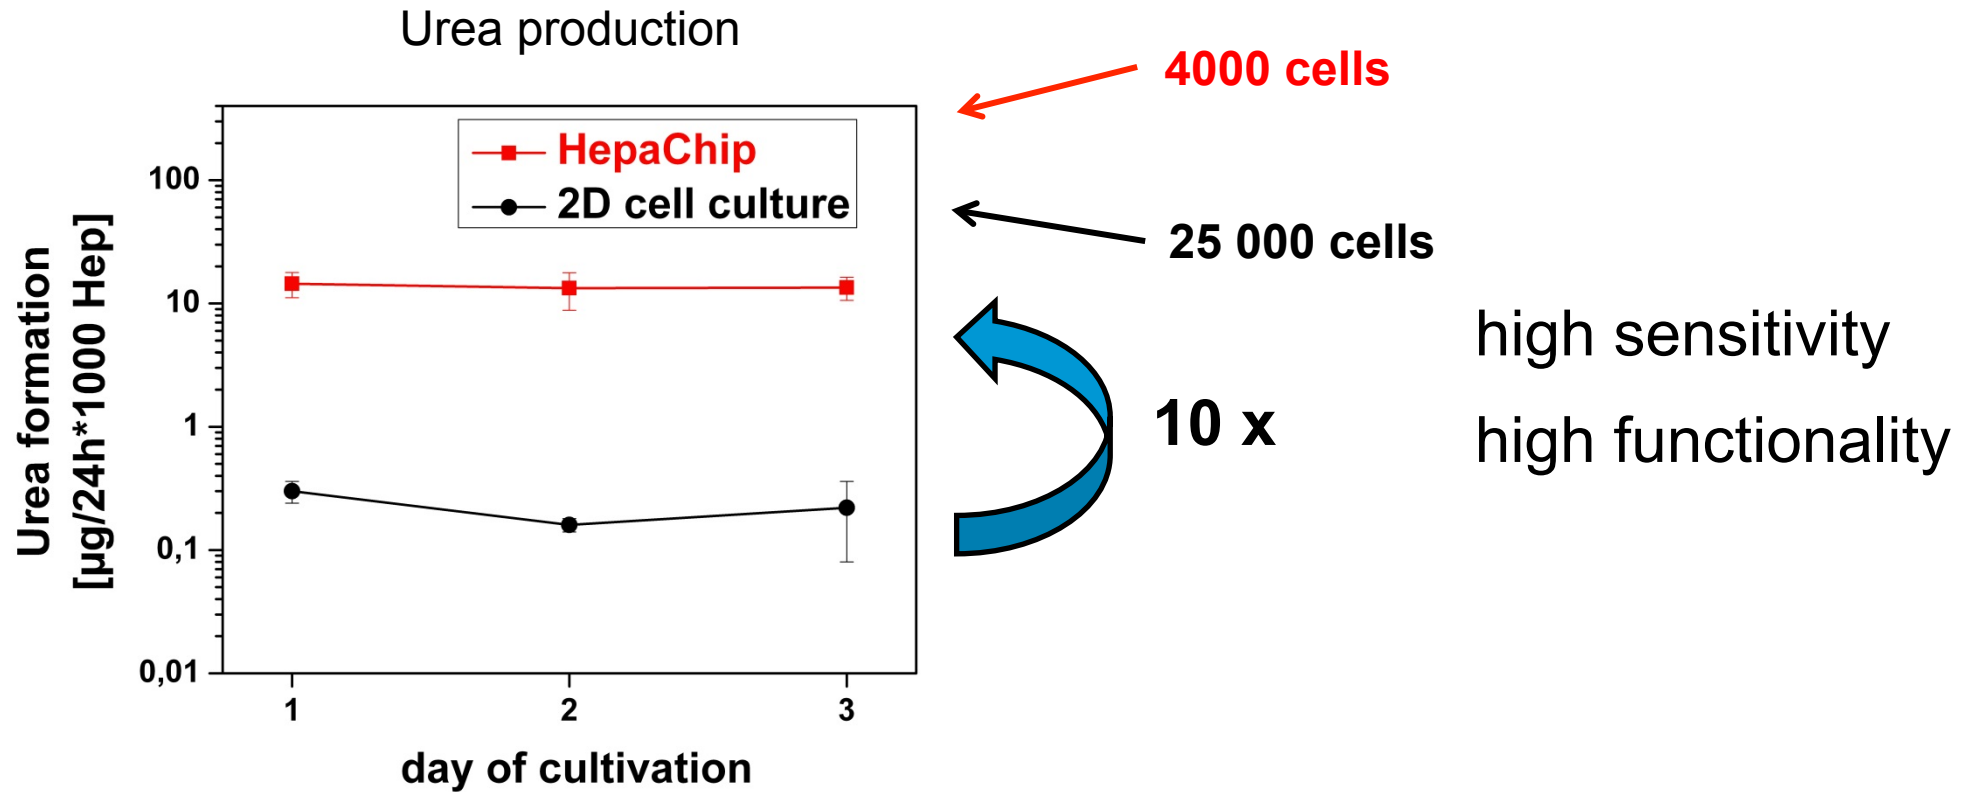 Urea production
4000 cells
HepaChip
2D cell culture
25 000 cells
100
10
1
0,1
0,01
Urea formation
[µg/24h*1000 Hep]
1 2 3
day of cultivation
10 x
high sensitivity
high functionality